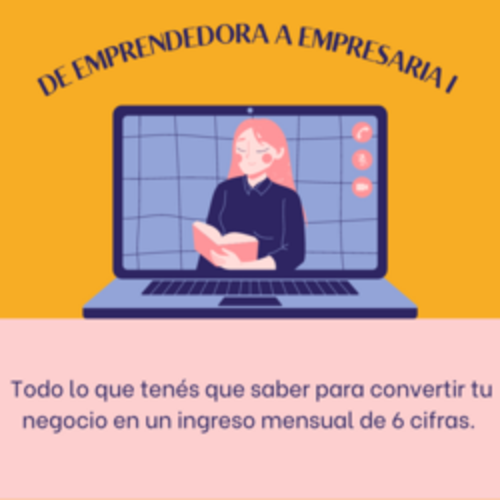 DE EMPRENDEDORA A EMPRESARIA I
Todo lo que tenés que saber para convertir tu
negocio en un ingreso mensual de 6 cifras.